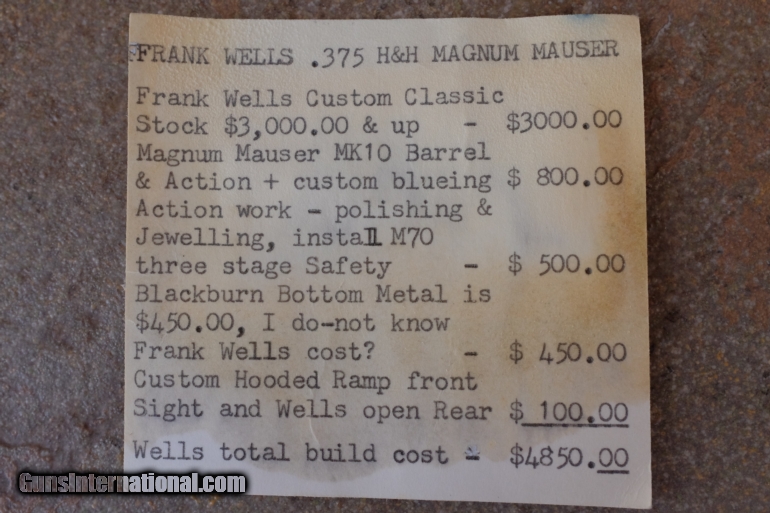 FRANK WELLS .375 H&H MAGNUM MAUSER
Frank Wells Custom Classic
Stock $3,000.00 & up - $3000.00
Magnum Mauser MK10 Barrel
& Action + custom blueing $ 800.00
Action work - polishing &
Jewelling, install M70
three stage Safety - $ 500.00
Blackburn Bottom Metal is
$450.00, I do-not know
Frank Wells cost? - $ 450.00
Custom Hooded Ramp front
Sight and Wells open Rear $ 100.00
Wells total build cost - $4850.00
GunsInternational.com